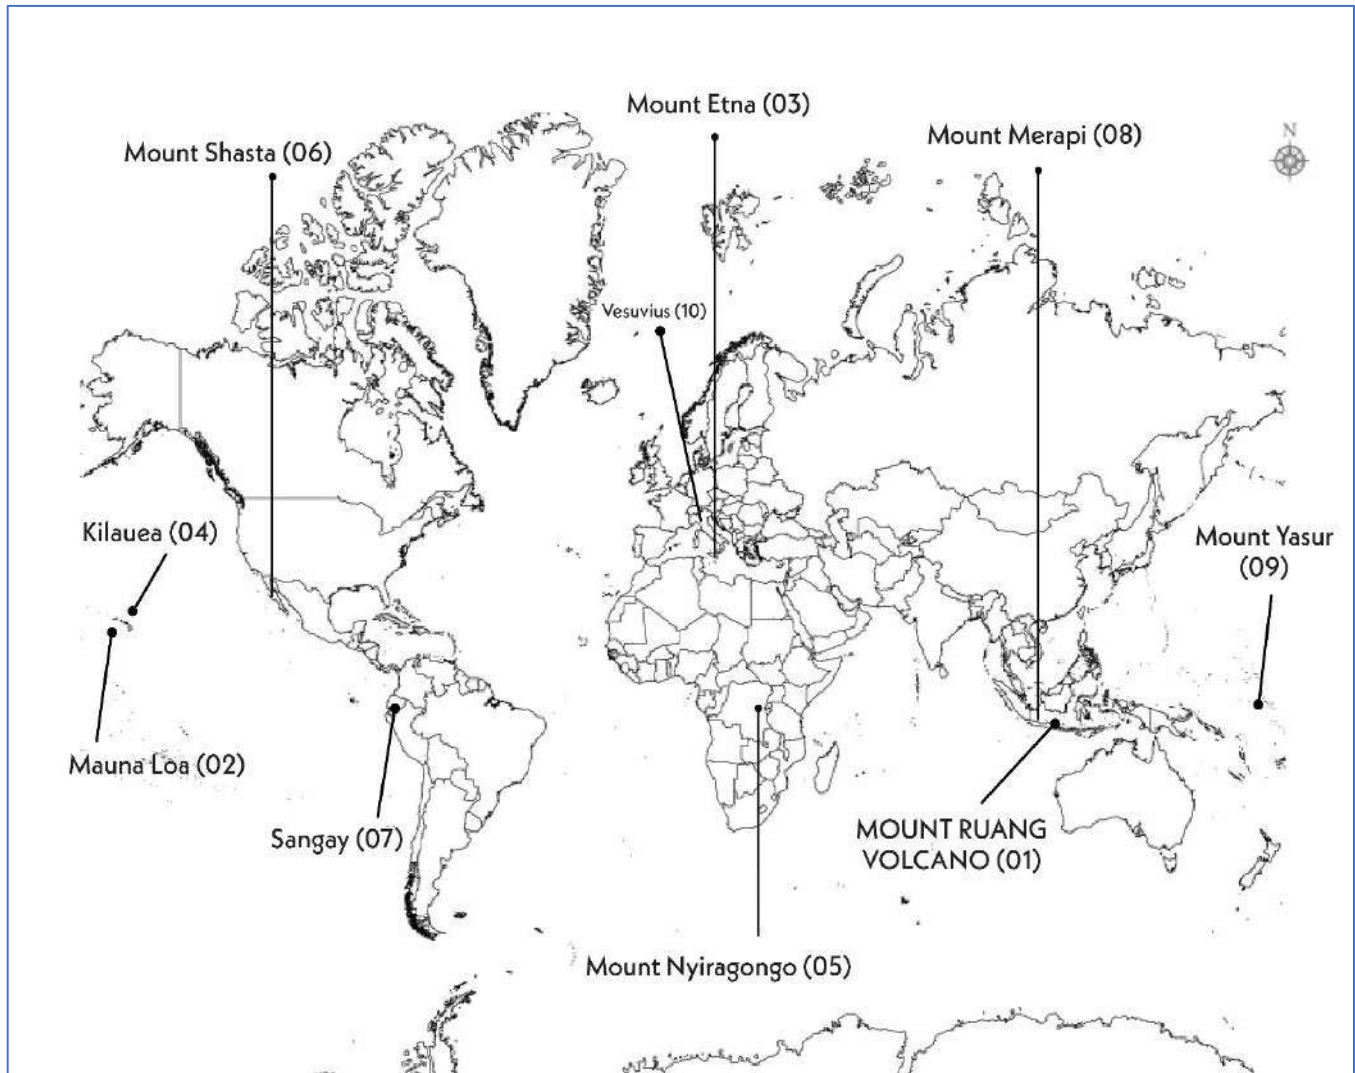 Mount Etna (03)
Mount Merapi (08)
N
Mount Shasta (06)
Vesuvius (10)
Kilauea (04)
Mount Yasur
(09)
Mauna Loa (02)
Sangay (07)
MOUNT RUANG
VOLCANO (01)
Mount Nyiragongo (05)